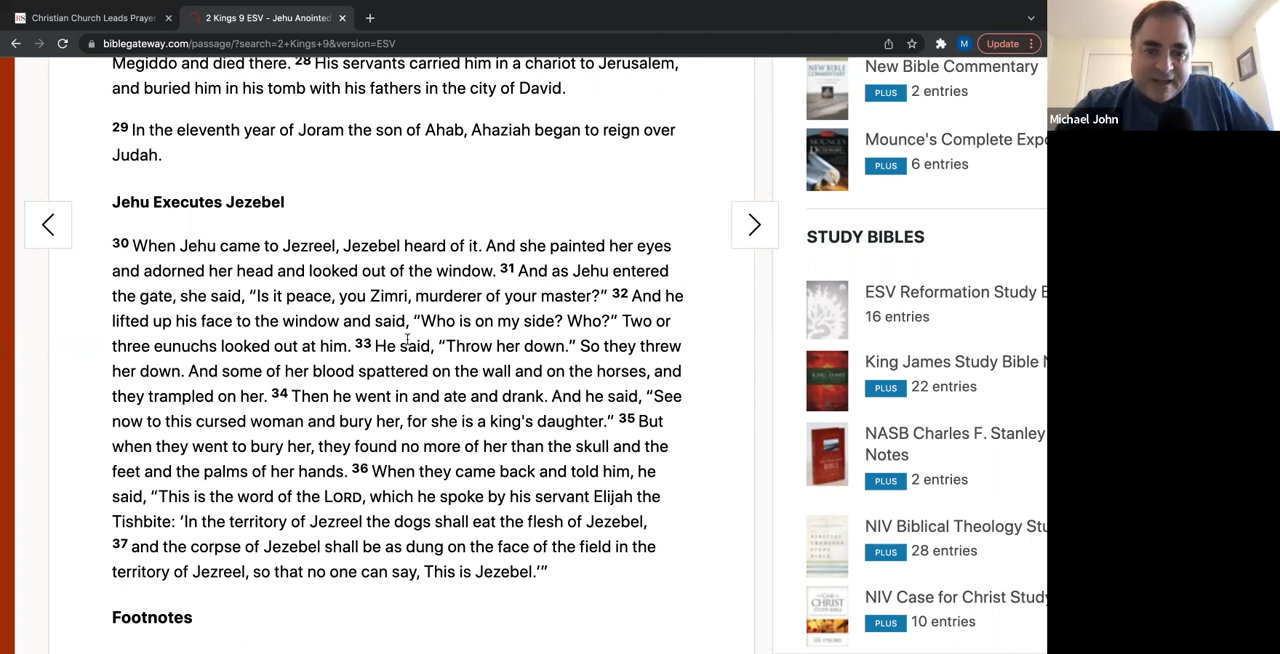 Christian Church Leads Prayer
2 Kings 9 ESV - Jehu Anointed
biblegateway.com/passage/?search=2+Kings+9&version=ESV
M
Update
Megiddo and died there. 28 His servants carried him in a chariot to Jerusalem,
and buried him in his tomb with his fathers in the city of David.
29 In the eleventh year of Joram the son of Ahab, Ahaziah began to reign over
Judah.
Jehu Executes Jezebel
30 When Jehu came to Jezreel, Jezebel heard of it. And she painted her eyes
and adorned her head and looked out of the window. 31 And as Jehu entered
the gate, she said, “Is it peace, you Zimri, murderer of your master?” 32 And he
lifted up his face to the window and said, “Who is on my side? Who?” Two or
three eunuchs looked out at him. 33 He said, “Throw her down.” So they threw
her down. And some of her blood spattered on the wall and on the horses, and
they trampled on her. 34 Then he went in and ate and drank. And he said, “See
now to this cursed woman and bury her, for she is a king's daughter.” 35 But
when they went to bury her, they found no more of her than the skull and the
feet and the palms of her hands. 36 When they came back and told him, he
said, “This is the word of the LORD, which he spoke by his servant Elijah the
Tishbite: ‘In the territory of Jezreel the dogs shall eat the flesh of Jezebel,
37 and the corpse of Jezebel shall be as dung on the face of the field in the
territory of Jezreel, so that no one can say, This is Jezebel.’”
Footnotes
New Bible Commentary
PLUS 2 entries
Mounce's Complete Expo
PLUS 6 entries
STUDY BIBLES
ESV Reformation Study B
16 entries
King James Study Bible N
PLUS 22 entries
NASB Charles F. Stanley
Notes
PLUS 2 entries
NIV Biblical Theology Stu
PLUS 28 entries
NIV Case for Christ Study
PLUS 10 entries
Michael John